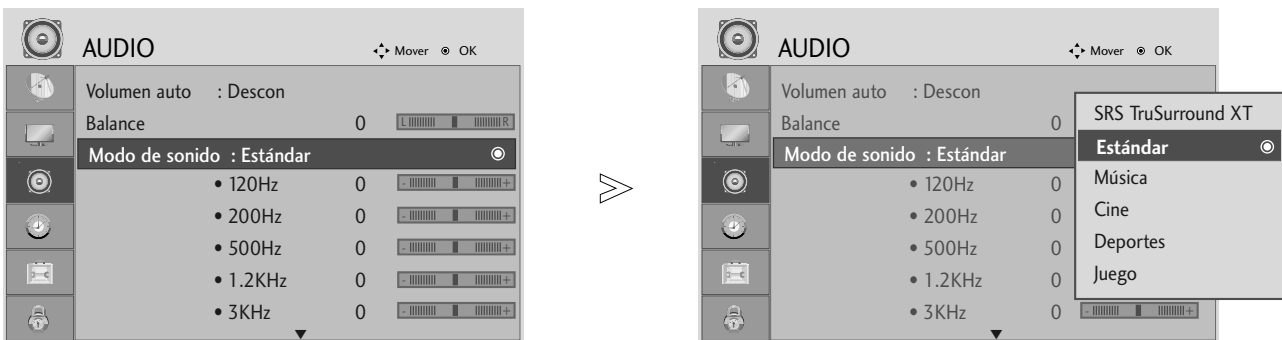 AUDIO Mover OK
Volumen auto : Descon
Balance 0 L R
Modo de sonido : Estándar
• 120Hz 0 - +
• 200Hz 0 - +
• 500Hz 0 - +
• 1.2KHz 0 - +
• 3KHz 0 - +
AUDIO Mover OK
Volumen auto : Descon
Balance 0
Modo de sonido : Estándar
• 120Hz 0
• 200Hz 0
• 500Hz 0
• 1.2KHz 0
• 3KHz 0 - +
SRS TruSurround XT
Estándar
Música
Cine
Deportes
Juego